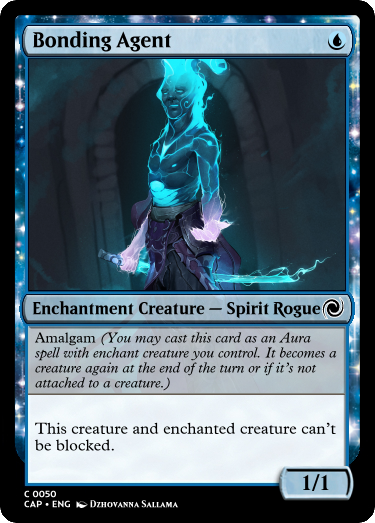 Bonding Agent
Enchantment Creature — Spirit Rogue
Amalgam (You may cast this card as an Aura
spell with enchant creature you control. It becomes a
creature again at the end of the turn or if it's not
attached to a creature.)
This creature and enchanted creature can't
be blocked.
1/1
C 0050
CAP • ENG Dzhovanna Sallama